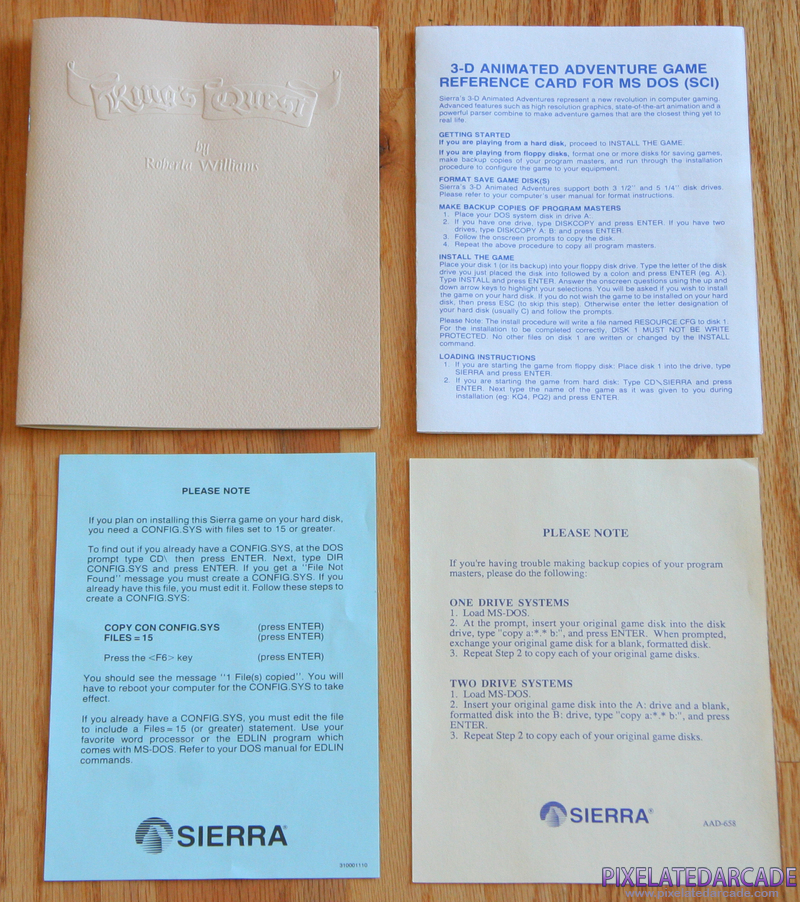 King's Quest
by
Roberta Williams
3-D ANIMATED ADVENTURE GAME
REFERENCE CARD FOR MS DOS (SCI)
Sierra's 3-D Animated Adventures represent a new revolution in computer gaming.
Advanced features such as high resolution graphics, state-of-the-art animation and a
powerful parser combine to make adventure games that are the closest thing yet to
real life.
GETTING STARTED
If you are playing from a hard disk, proceed to INSTALL THE GAME.
If you are playing from floppy disks, format one or more disks for saving games,
make backup copies of your program masters, and run through the installation
procedure to configure the game to your equipment.
FORMAT SAVE GAME DISK(S)
Sierra's 3-D Animated Adventures support both 3 1/2" and 5 1/4" disk drives.
Please refer to your computer's user manual for format instructions.
MAKE BACKUP COPIES OF PROGRAM MASTERS
1. Place your DOS system disk in drive A:.
2. If you have one drive, type DISKCOPY and press ENTER. If you have two
drives, type DISKCOPY A: B: and press ENTER.
3. Follow the onscreen prompts to copy the disk.
4. Repeat the above procedure to copy all program masters.
INSTALL THE GAME
Place your disk 1 (or its backup) into your floppy disk drive. Type the letter of the disk
drive you just placed the disk into followed by a colon and press ENTER (eg. A:).
Type INSTALL and press ENTER. Answer the onscreen questions using the up and
down arrow keys to highlight your selections. You will be asked if you wish to install
the game on your hard disk. If you do not wish the game to be installed on your hard
disk, then press ESC (to skip this step). Otherwise enter the letter designation of
your hard disk (usually C) and follow the prompts.
Please Note: The install procedure will write a file named RESOURCE.CFG to disk 1.
For the installation to be completed correctly, DISK 1 MUST NOT BE WRITE
PROTECTED. No other files on disk 1 are written or changed by the INSTALL
command.
LOADING INSTRUCTIONS
1. If you are starting the game from floppy disk: Place disk 1 into the drive, type
SIERRA and press ENTER.
2. If you are starting the game from hard disk: Type CD\SIERRA and press
ENTER. Next type the name of the game as it was given to you during
installation (eg: KQ4, PQ2) and press ENTER.
PLEASE NOTE
If you plan on installing this Sierra game on your hard disk,
you need a CONFIG.SYS with files set to 15 or greater.
To find out if you already have a CONFIG.SYS, at the DOS
prompt type CD\ then press ENTER. Next, type DIR
CONFIG.SYS and press ENTER. If you get a "File Not
Found" message you must create a CONFIG.SYS. If you
already have this file, you must edit it. Follow these steps to
create a CONFIG.SYS:
COPY CON CONFIG.SYS (press ENTER)
FILES = 15 (press ENTER)
Press the <F6> key (press ENTER)
You should see the message "1 File(s) copied". You will
have to reboot your computer for the CONFIG.SYS to take
effect.
If you already have a CONFIG.SYS, you must edit the file
to include a Files = 15 (or greater) statement. Use your
favorite word processor or the EDLIN program which
comes with MS-DOS. Refer to your DOS manual for EDLIN
commands.
SIERRA®
310001110
PLEASE NOTE
If you're having trouble making backup copies of your program
masters, please do the following:
ONE DRIVE SYSTEMS
1. Load MS-DOS.
2. At the prompt, insert your original game disk into the disk
drive, type "copy a:*.* b:", and press ENTER. When prompted,
exchange your original game disk for a blank, formatted disk.
3. Repeat Step 2 to copy each of your original game disks.
TWO DRIVE SYSTEMS
1. Load MS-DOS.
2. Insert your original game disk into the A: drive and a blank,
formatted disk into the B: drive, type "copy a:*.* b:", and press
ENTER.
3. Repeat Step 2 to copy each of your original game disks.
SIERRA®
AAD-658
PIXELATEDARCADE
www.pixelatedarcade.com